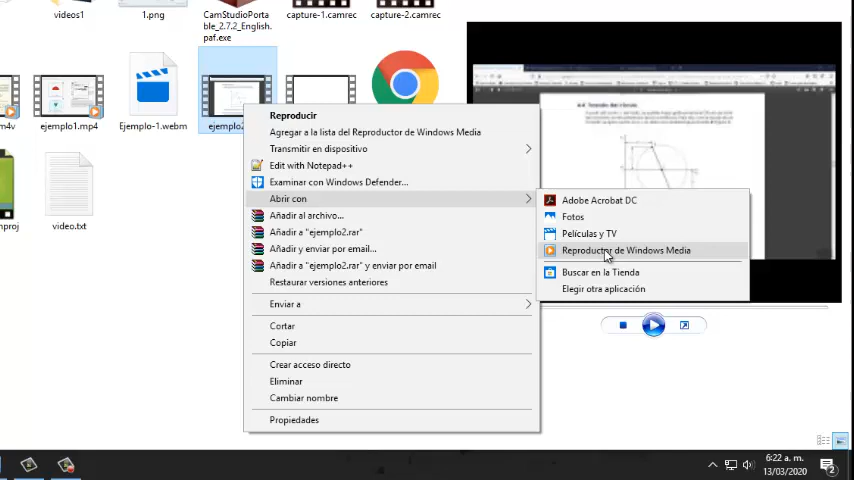 videos1
1.png
CamStudioPorta
ble_2.7.2_English.
paf.exe
capture-1.camrec
capture-2.camrec
m4v
ejemplo1.mp4
Ejemplo-1.webm
ejemplo2
nproj
video.txt
Reproducir
Agregar a la lista del Reproductor de Windows Media
Transmitir en dispositivo
Edit with Notepad++
Examinar con Windows Defender...
Abrir con
Añadir al archivo...
Añadir a "ejemplo2.rar"
Añadir y enviar por email...
Añadir a "ejemplo2.rar" y enviar por email
Restaurar versiones anteriores
Enviar a
Cortar
Copiar
Crear acceso directo
Eliminar
Cambiar nombre
Propiedades
Adobe Acrobat DC
Fotos
Películas y TV
Reproductor de Windows Media
Buscar en la Tienda
Elegir otra aplicación
6:22 a. m.
13/03/2020
2